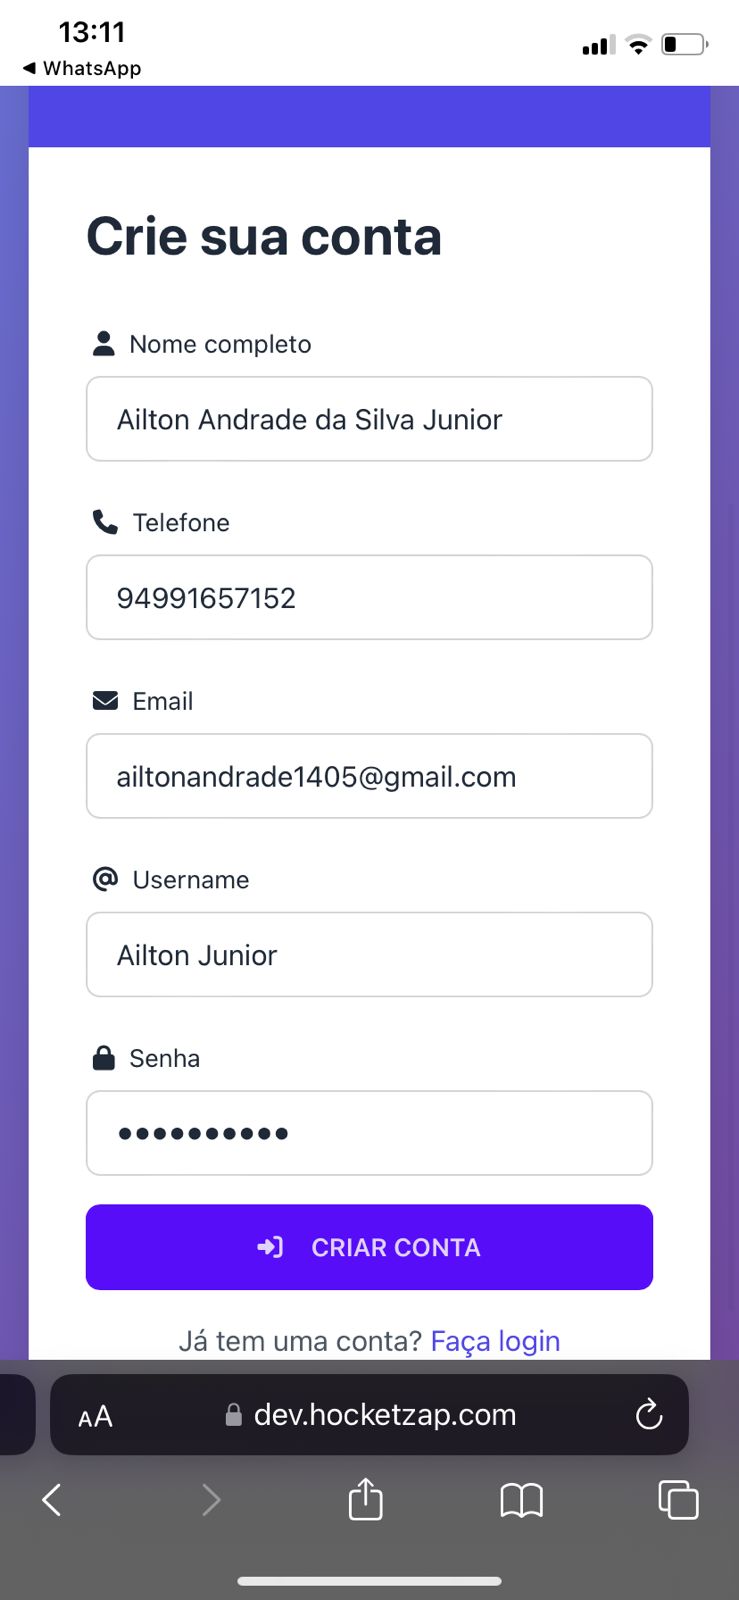 13:11
◀ WhatsApp
Crie sua conta
Nome completo
Ailton Andrade da Silva Junior
Telefone
94991657152
Email
ailtonandrade1405@gmail.com
Username
Ailton Junior
Senha
••••••••••
CRIAR CONTA
Já tem uma conta? Faça login
AA dev.hocketzap.com